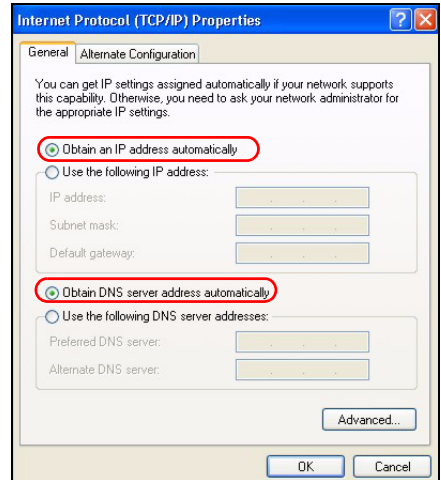 Internet Protocol (TCP/IP) Properties
General
Alternate Configuration
You can get IP settings assigned automatically if your network supports
this capability. Otherwise, you need to ask your network administrator for
the appropriate IP settings.
Obtain an IP address automatically
Use the following IP address:
IP address:
Subnet mask:
Default gateway:
Obtain DNS server address automatically
Use the following DNS server addresses:
Preferred DNS server:
Alternate DNS server:
Advanced...
OK
Cancel